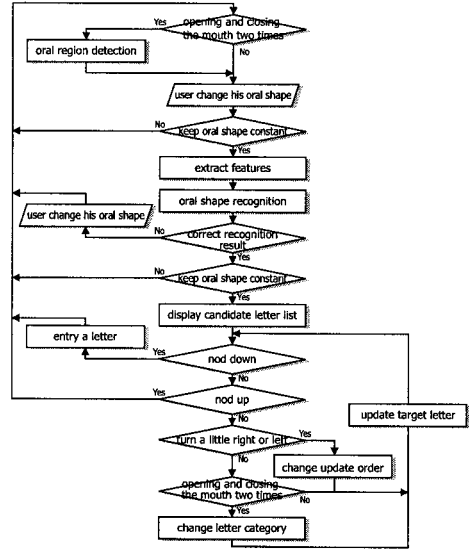 opening and closing
the mouth two times
Yes
oral region detection
No
user change his oral shape
No
keep oral shape constant
Yes
extract features
oral shape recognition
user change his oral shape
correct recognition
result
No
Yes
No
keep oral shape constant
Yes
display candidate letter list
entry a letter
Yes
nod down
No
Yes
nod up
No
update target letter
turn a little right or left
Yes
No
change update order
opening and closing
the mouth two times
No
Yes
change letter category